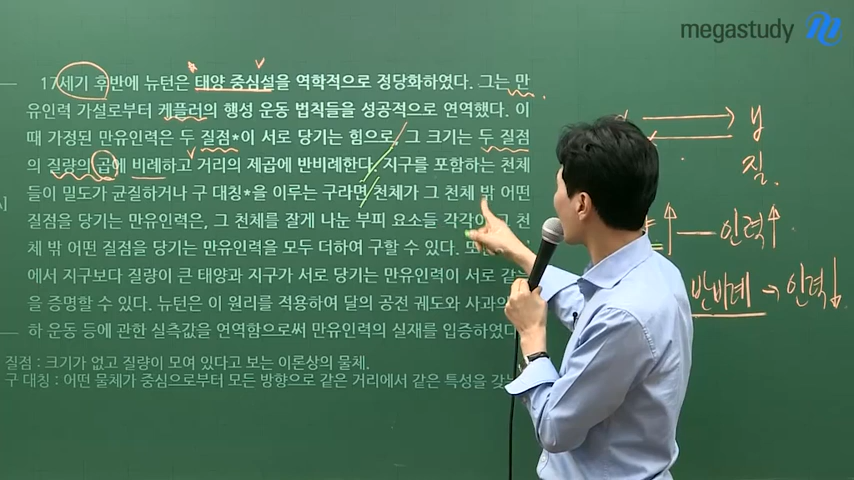 megastudy
17세기 후반에 뉴턴은 태양 중심설을 역학적으로 정당화하였다. 그는 만
유인력 가설로부터 케플러의 행성 운동 법칙들을 성공적으로 연역했다. 이
때 가정된 만유인력은 두 질점*이 서로 당기는 힘으로, 그 크기는 두 질점
의 질량의 곱에 비례하고 거리의 제곱에 반비례한다. 지구를 포함하는 천체
들이 밀도가 균질하거나 구 대칭*을 이루는 구라면 천체가 그 천체 밖 어떤
A]
질점을 당기는 만유인력은, 그 천체를 잘게 나눈 부피 요소들 각각이 그 천
체 밖 어떤 질점을 당기는 만유인력을 모두 더하여 구할 수 있다. 또한
에서 지구보다 질량이 큰 태양과 지구가 서로 당기는 만유인력이 서로 같
을 증명할 수 있다. 뉴턴은 이 원리를 적용하여 달의 공전 궤도와 사과의
하 운동 등에 관한 실측값을 연역함으로써 만유인력의 실재를 입증하였다
질점 : 크기가 없고 질량이 모여 있다고 보는 이론상의 물체.
구 대칭 : 어떤 물체가 중심으로부터 모든 방향으로 같은 거리에서 같은 특성을 갖
y
질.
↑ — 인력↑
반비례 → 인력↓